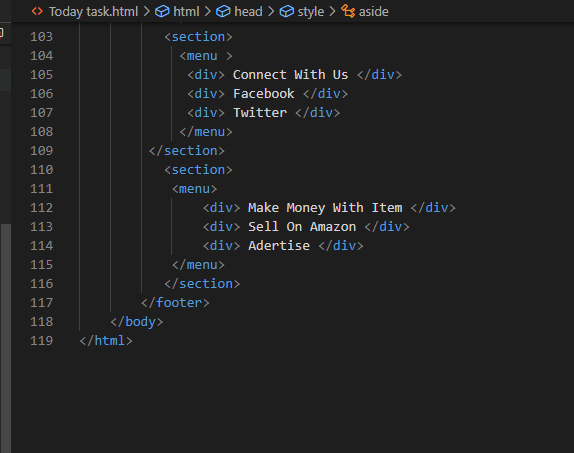 Today task.html > html > head > style > aside
103 <section>
104 <menu >
105 <div> Connect With Us </div>
106 <div> Facebook </div>
107 <div> Twitter </div>
108 </menu>
109 </section>
110 <section>
111 <menu>
112 <div> Make Money With Item </div>
113 <div> Sell On Amazon </div>
114 <div> Adertise </div>
115 </menu>
116 </section>
117 </footer>
118 </body>
119 </html>